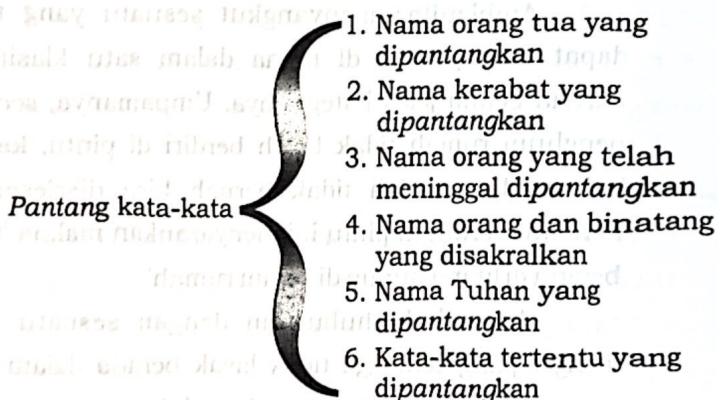 1. Nama orang tua yang
dipantangkan
2. Nama kerabat yang
dipantangkan
3. Nama orang yang telah
meninggal dipantangkan
Pantang kata-kata
4. Nama orang dan binatang
yang disakralkan
5. Nama Tuhan yang
dipantangkan
6. Kata-kata tertentu yang
dipantangkan